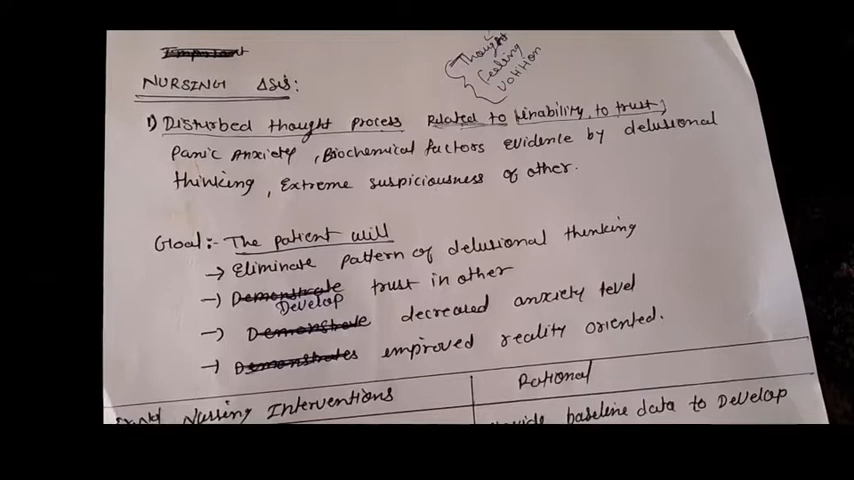 Important
Thought
feeling
volition
NURSING ASIS:
1) Disturbed thought process Related to inability to trust,
panic Anxiety, Biochemical factors evidence by delusional
thinking, Extreme suspiciousness of other.
Goal:- The patient will
→ Eliminate pattern of delusional thinking
→ Demonstrate trust in other
Develop
→ Demonstrate decreased anxiety level
→ Demonstrates improved reality oriented.
Nursing Interventions Rational
baseline data to Develop